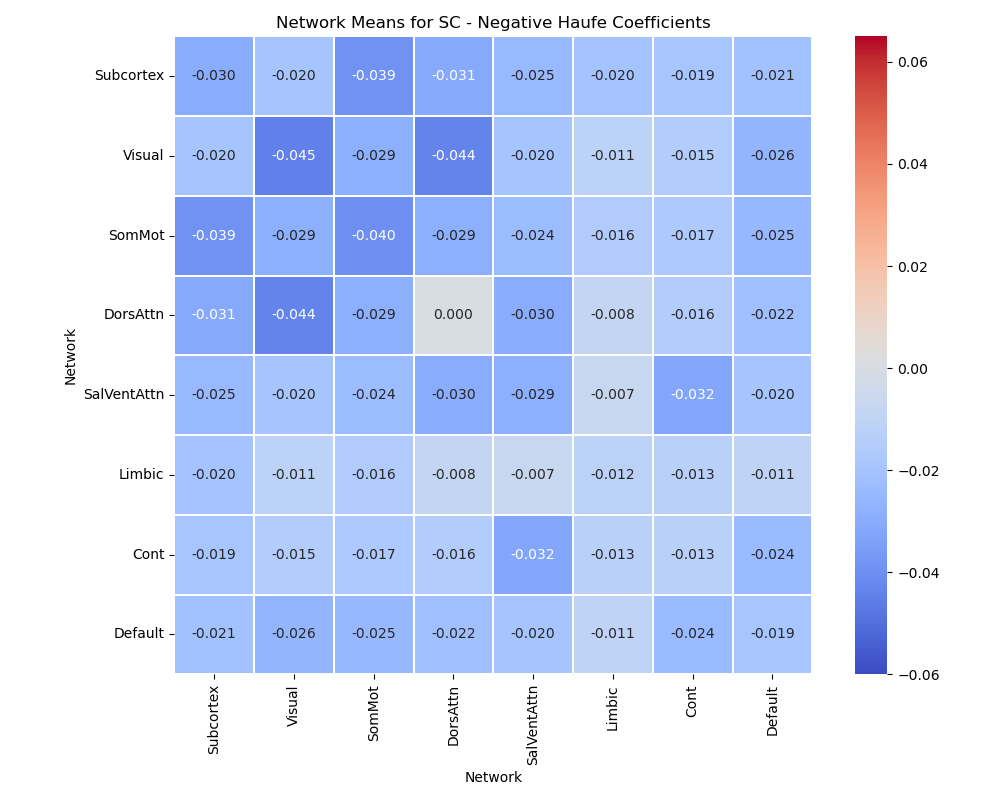 Network Means for SC - Negative Haufe Coefficients
Subcortex -0.030 -0.020 -0.039 -0.031 -0.025 -0.020 -0.019 -0.021
Visual -0.020 -0.045 -0.029 -0.044 -0.020 -0.011 -0.015 -0.026
SomMot -0.039 -0.029 -0.040 -0.029 -0.024 -0.016 -0.017 -0.025
DorsAttn -0.031 -0.044 -0.029 0.000 -0.030 -0.008 -0.016 -0.022
SalVentAttn -0.025 -0.020 -0.024 -0.030 -0.029 -0.007 -0.032 -0.020
Limbic -0.020 -0.011 -0.016 -0.008 -0.007 -0.012 -0.013 -0.011
Cont -0.019 -0.015 -0.017 -0.016 -0.032 -0.013 -0.013 -0.024
Default -0.021 -0.026 -0.025 -0.022 -0.020 -0.011 -0.024 -0.019
Network
Subcortex Visual SomMot DorsAttn SalVentAttn Limbic Cont Default
Network
0.06
0.04
0.02
0.00
−0.02
−0.04
−0.06